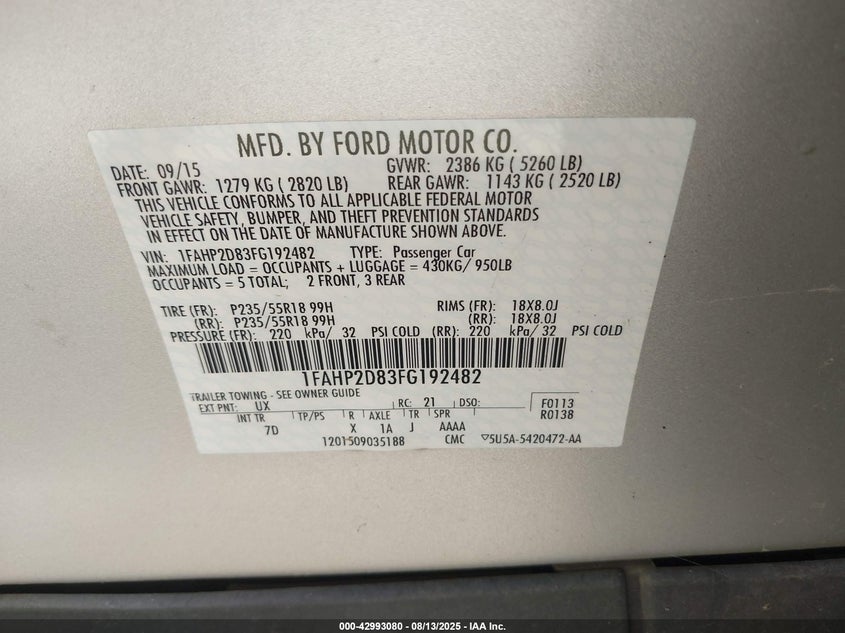 MFD. BY FORD MOTOR CO.
DATE: 09/15 GVWR: 2386 KG ( 5260 LB)
FRONT GAWR: 1279 KG ( 2820 LB) REAR GAWR: 1143 KG ( 2520 LB)
THIS VEHICLE CONFORMS TO ALL APPLICABLE FEDERAL MOTOR
VEHICLE SAFETY, BUMPER, AND THEFT PREVENTION STANDARDS
IN EFFECT ON THE DATE OF MANUFACTURE SHOWN ABOVE.
VIN: 1FAHP2D83FG192482 TYPE: Passenger Car
MAXIMUM LOAD = OCCUPANTS + LUGGAGE = 430KG/ 950LB
OCCUPANTS = 5 TOTAL; 2 FRONT, 3 REAR
TIRE (FR): P235/55R18 99H RIMS (FR): 18X8.0J
(RR): P235/55R18 99H (RR): 18X8.0J
PRESSURE (FR): 220 kPa/ 32 PSI COLD (RR): 220 kPa/ 32 PSI COLD
1FAHP2D83FG192482
TRAILER TOWING - SEE OWNER GUIDE
EXT PNT: UX RC: 21 DSO: F0113
R0138
INT TR TP/PS R AXLE TR SPR
7D X 1A J AAAA
1201509035188 CMC ▽5U5A-5420472-AA
000-42993080 - 08/13/2025 - IAA Inc.